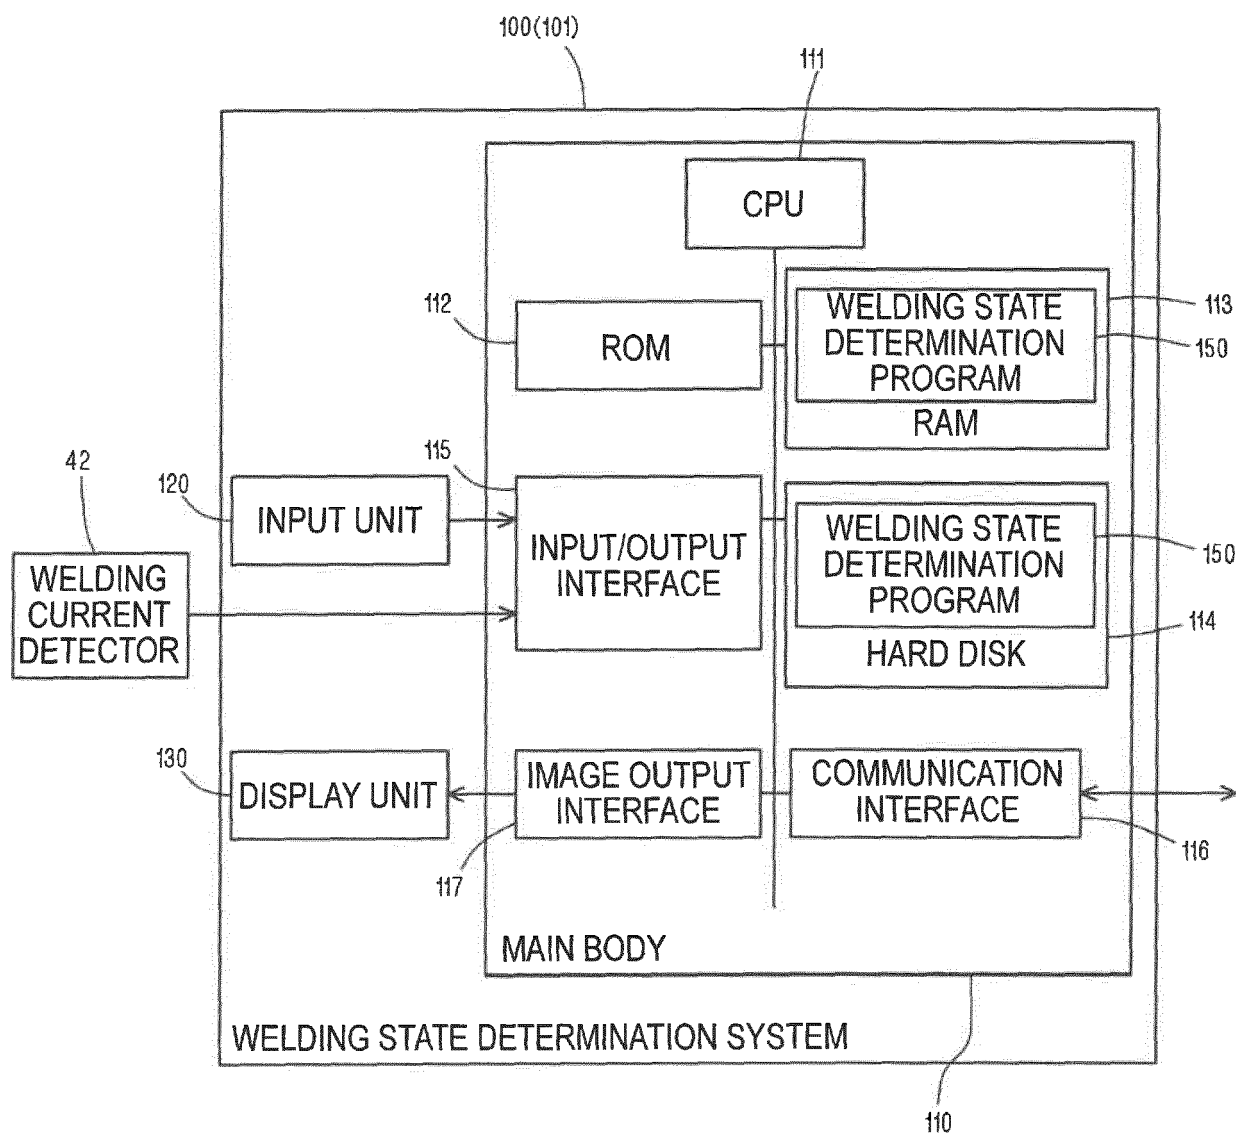 100(101)
111
CPU
112
ROM
WELDING STATE
DETERMINATION
PROGRAM
RAM
113
150
42
WELDING
CURRENT
DETECTOR
120
INPUT UNIT
115
INPUT/OUTPUT
INTERFACE
WELDING STATE
DETERMINATION
PROGRAM
HARD DISK
150
114
130
DISPLAY UNIT
IMAGE OUTPUT
INTERFACE
117
COMMUNICATION
INTERFACE
116
MAIN BODY
WELDING STATE DETERMINATION SYSTEM
110